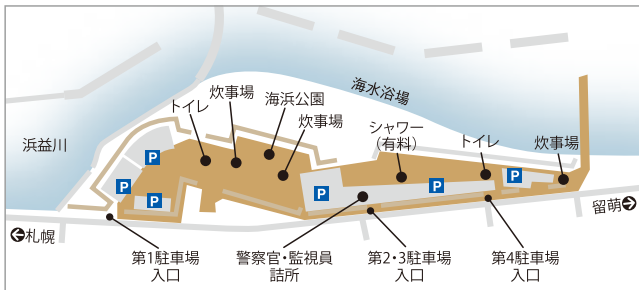 海水浴場
炊事場
海浜公園
トイレ
炊事場
シャワー
(有料)
トイレ
炊事場
浜益川
P
P
P
P
P
P
留萌
札幌
第1駐車場
入口
警察官・監視員
詰所
第2・3駐車場
入口
第4駐車場
入口